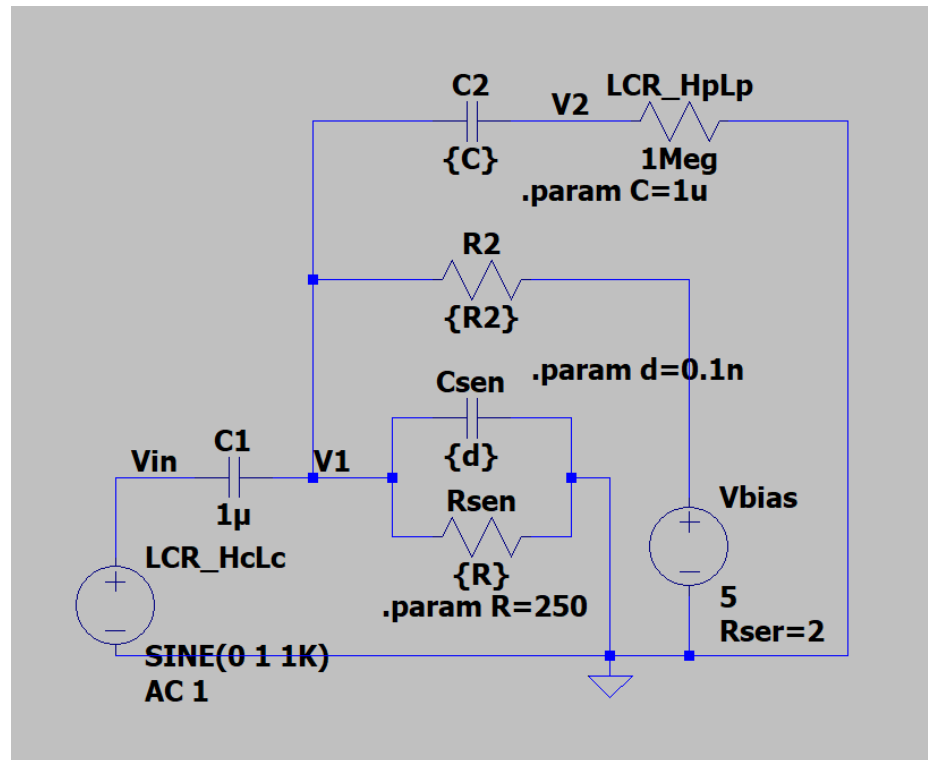 C2
V2
LCR_HpLp
{C}
1Meg
.param C=1u
R2
{R2}
.param d=0.1n
Csen
{d}
Vin
C1
V1
1µ
Rsen
{R}
.param R=250
LCR_HcLc
SINE(0 1 1K)
AC 1
Vbias
5
Rser=2